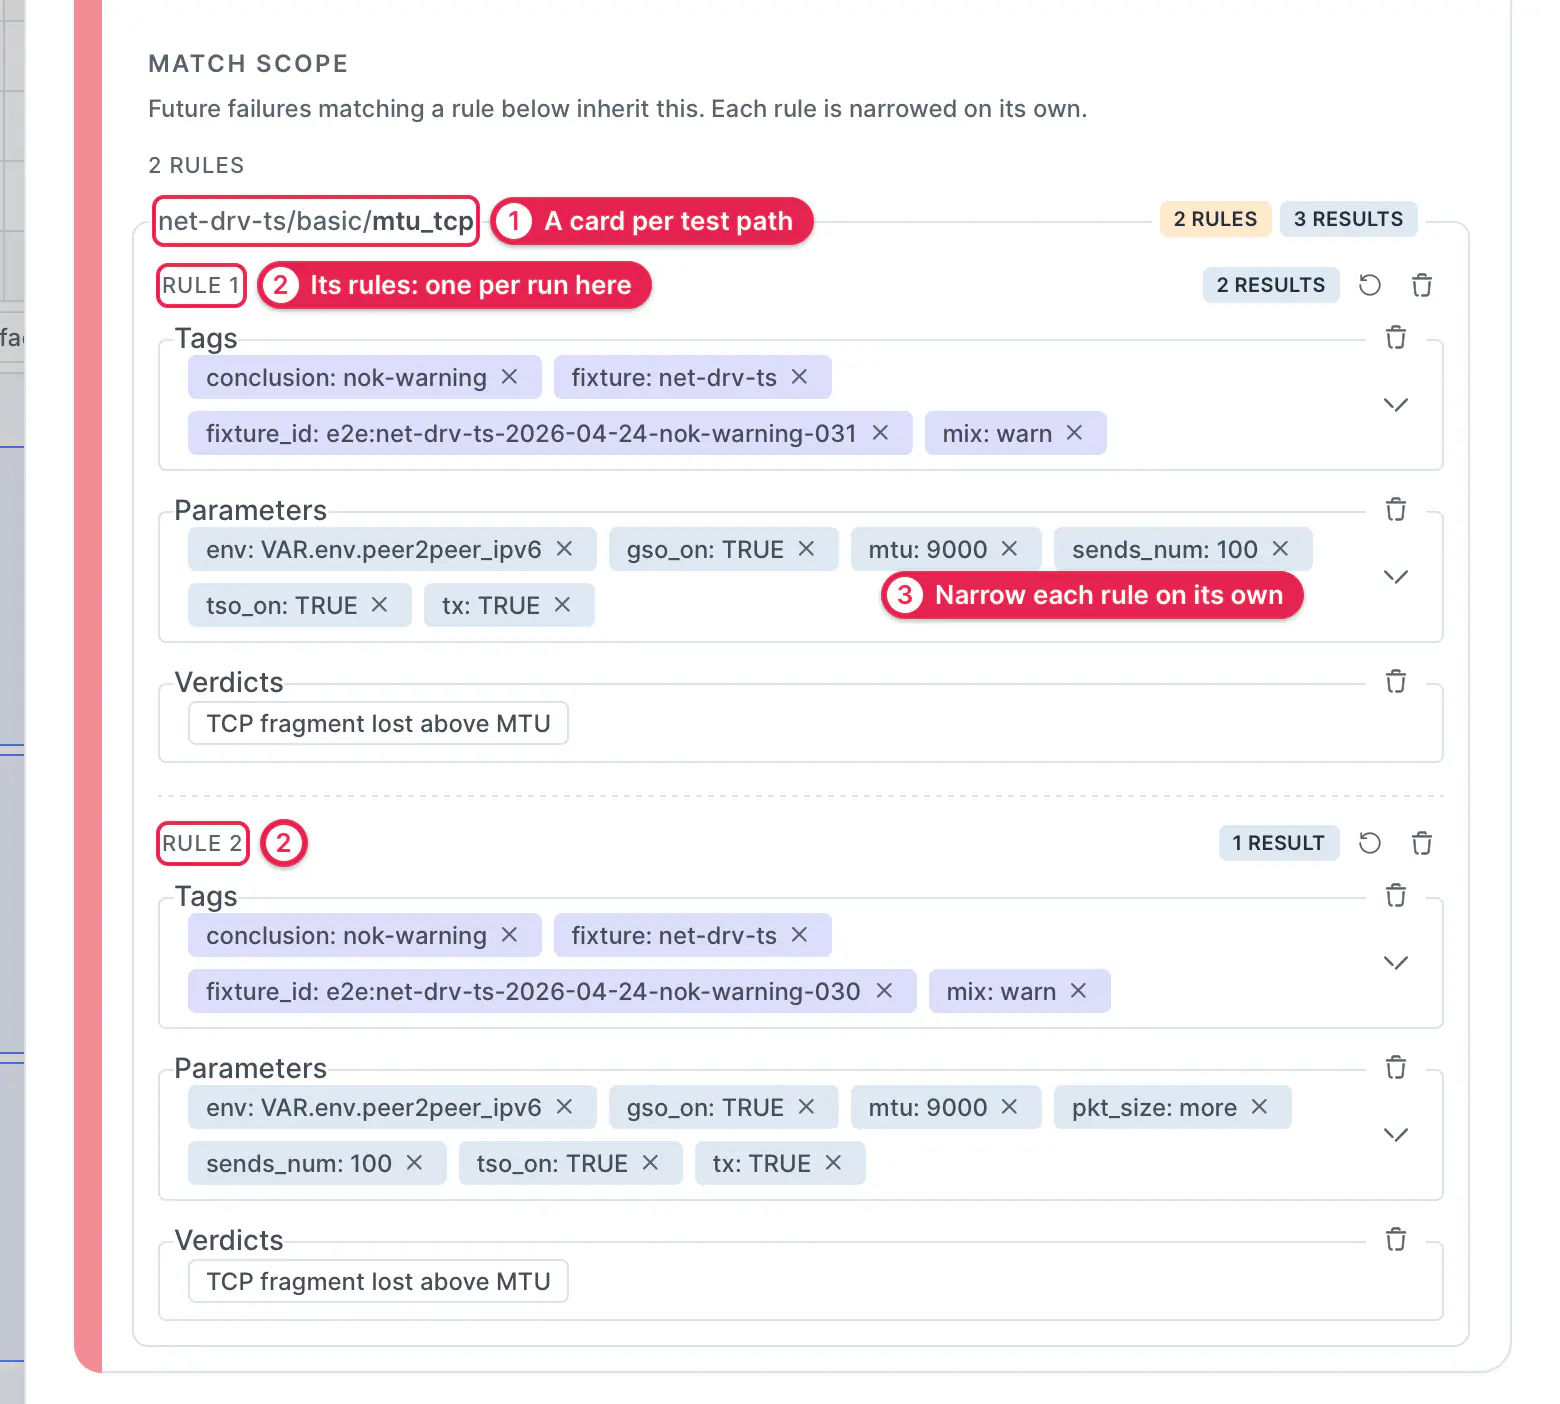 MATCH SCOPE
Future failures matching a rule below inherit this. Each rule is narrowed on its own.
2 RULES
net-drv-ts/basic/mtu_tcp 1 A card per test path 2 RULES 3 RESULTS
RULE 1 2 Its rules: one per run here 2 RESULTS
Tags
conclusion: nok-warning × fixture: net-drv-ts ×
fixture_id: e2e:net-drv-ts-2026-04-24-nok-warning-031 × mix: warn ×
Parameters
env: VAR.env.peer2peer_ipv6 × gso_on: TRUE × mtu: 9000 × sends_num: 100 ×
tso_on: TRUE × tx: TRUE × 3 Narrow each rule on its own
Verdicts
TCP fragment lost above MTU
RULE 2 2 1 RESULT
Tags
conclusion: nok-warning × fixture: net-drv-ts ×
fixture_id: e2e:net-drv-ts-2026-04-24-nok-warning-030 × mix: warn ×
Parameters
env: VAR.env.peer2peer_ipv6 × gso_on: TRUE × mtu: 9000 × pkt_size: more ×
sends_num: 100 × tso_on: TRUE × tx: TRUE ×
Verdicts
TCP fragment lost above MTU